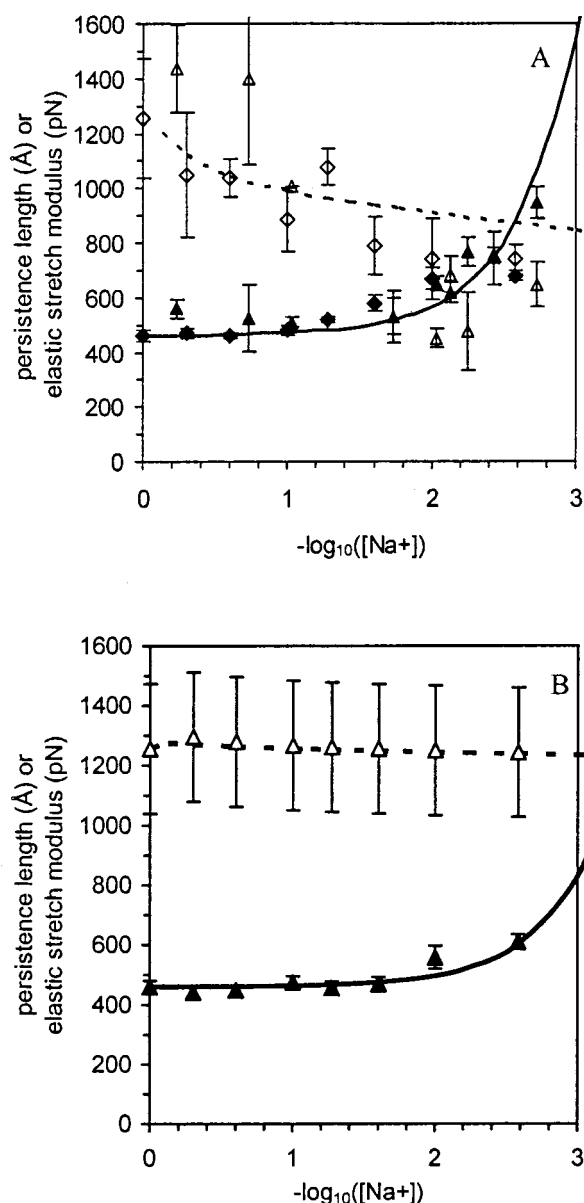 A
1600
1400
1200
1000
800
600
400
200
0
persistence length (Å) or
elastic stretch modulus (pN)
0 1 2 3
-log₁₀([Na+])
B
1600
1400
1200
1000
800
600
400
200
0
persistence length (Å) or
elastic stretch modulus (pN)
0 1 2 3
-log₁₀([Na+])